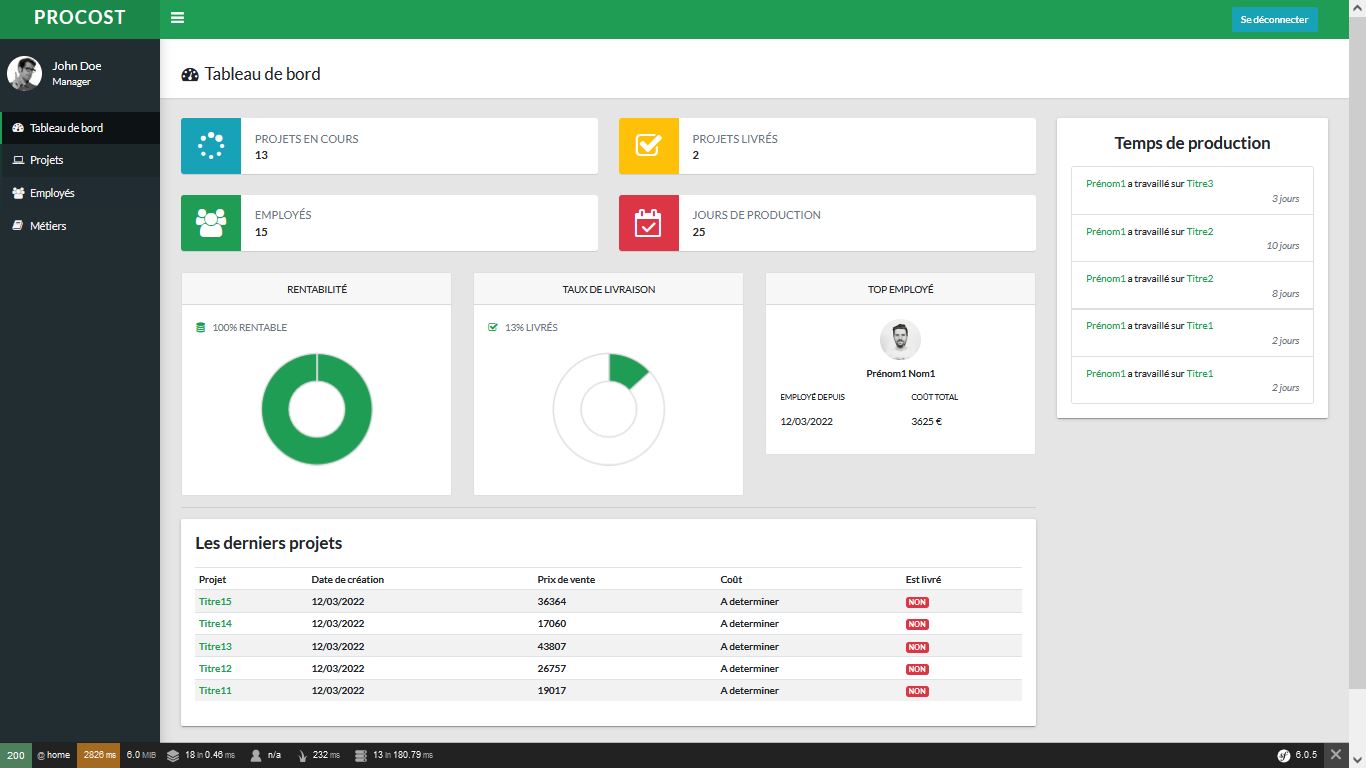 PROCOST
Se déconnecter
John Doe
Manager
Tableau de bord
Projets
Employés
Métiers
Tableau de bord
PROJETS EN COURS
13
PROJETS LIVRÉS
2
EMPLOYÉS
15
JOURS DE PRODUCTION
25
RENTABILITÉ
100% RENTABLE
TAUX DE LIVRAISON
13% LIVRÉS
TOP EMPLOYÉ
Prénom1 Nom1
EMPLOYÉ DEPUIS COÛT TOTAL
12/03/2022 3625 €
Temps de production
Prénom1 a travaillé sur Titre3
3 jours
Prénom1 a travaillé sur Titre2
10 jours
Prénom1 a travaillé sur Titre2
8 jours
Prénom1 a travaillé sur Titre1
2 jours
Prénom1 a travaillé sur Titre1
2 jours
Les derniers projets
Projet Date de création Prix de vente Coût Est livré
Titre15 12/03/2022 36364 A determiner NON
Titre14 12/03/2022 17060 A determiner NON
Titre13 12/03/2022 43807 A determiner NON
Titre12 12/03/2022 26757 A determiner NON
Titre11 12/03/2022 19017 A determiner NON
200 @ home 2826 ms 6.0 MiB 18 in 0.46 ms n/a 232 ms 13 in 180.79 ms sf 6.0.5